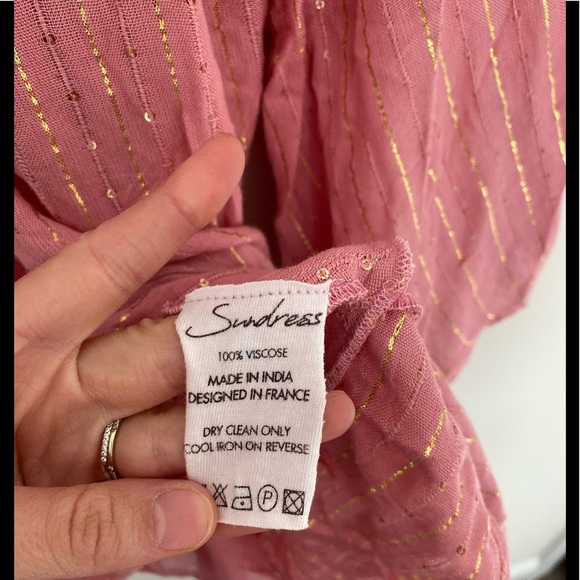 Sundress
100% VISCOSE
MADE IN INDIA
DESIGNED IN FRANCE
DRY CLEAN ONLY
COOL IRON ON REVERSE
P